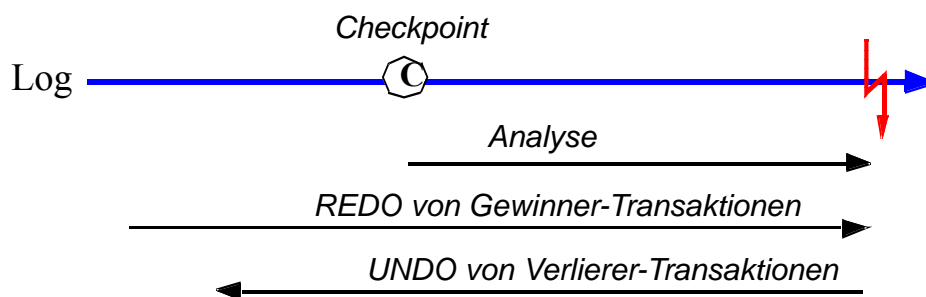 Checkpoint
Log
C
Analyse
REDO von Gewinner-Transaktionen
UNDO von Verlierer-Transaktionen